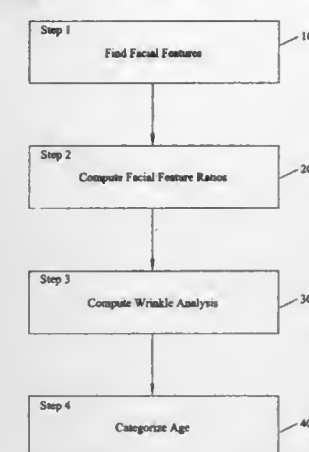 Step 1
10
Find Facial Features
Step 2
20
Compute Facial Feature Ratios
Step 3
30
Compute Wrinkle Analysis
Step 4
40
Categorize Age